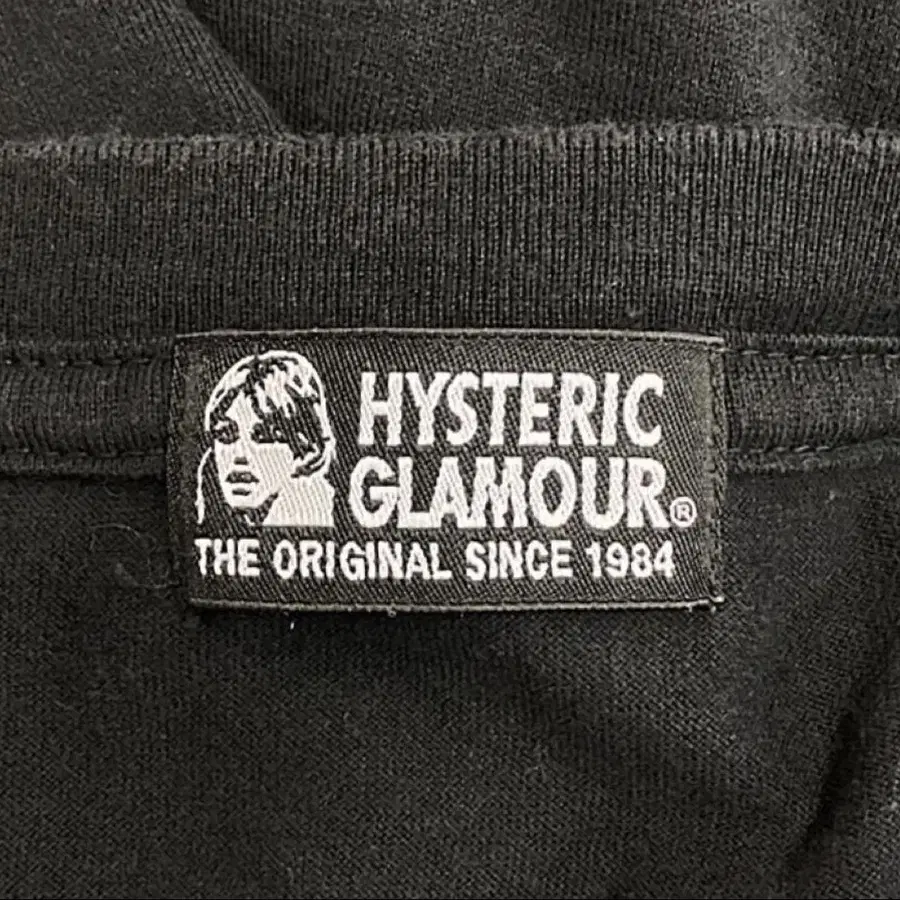 HYSTERIC
GLAMOUR®
THE ORIGINAL SINCE 1984